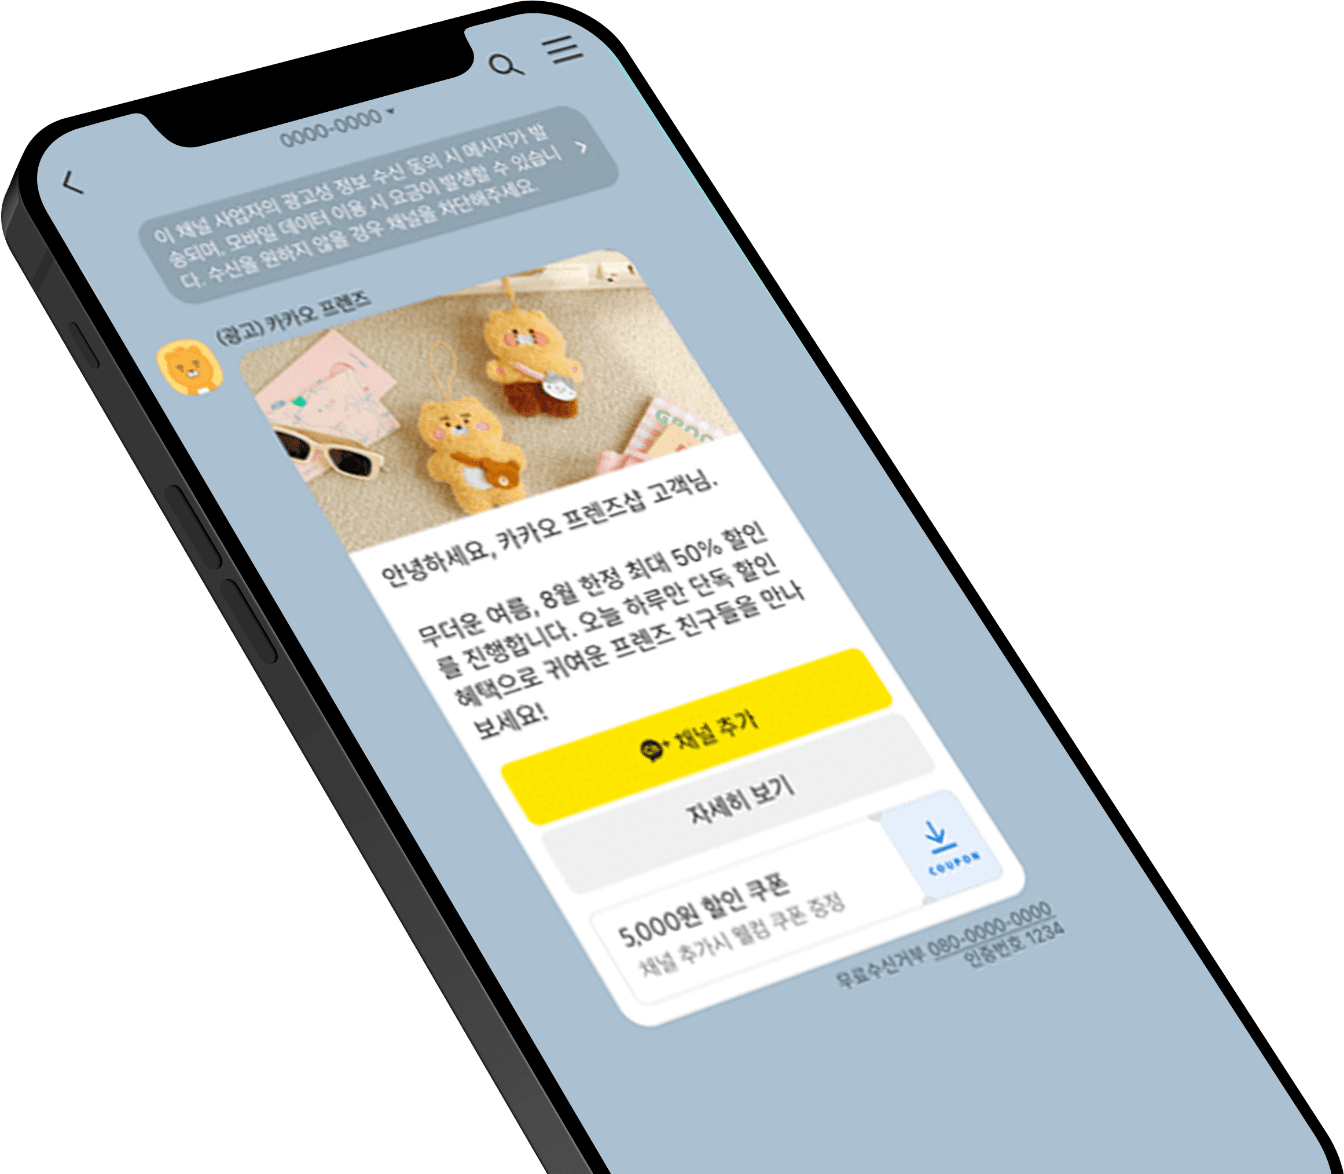 0000-0000
이 채널 사업자의 광고성 정보 수신 동의 시 메시지가 발
송되며, 모바일 데이터 이용 시 요금이 발생할 수 있습니
다. 수신을 원하지 않을 경우 채널을 차단해주세요.
(광고) 카카오 프렌즈
안녕하세요, 카카오 프렌즈샵 고객님.
무더운 여름, 8월 한정 최대 50% 할인
를 진행합니다. 오늘 하루만 단독 할인
혜택으로 귀여운 프렌즈 친구들을 만나
보세요!
채널 추가
자세히 보기
5,000원 할인 쿠폰
채널 추가시 웰컴 쿠폰 증정
COUPON
무료수신거부 080-0000-0000
인증번호 1234